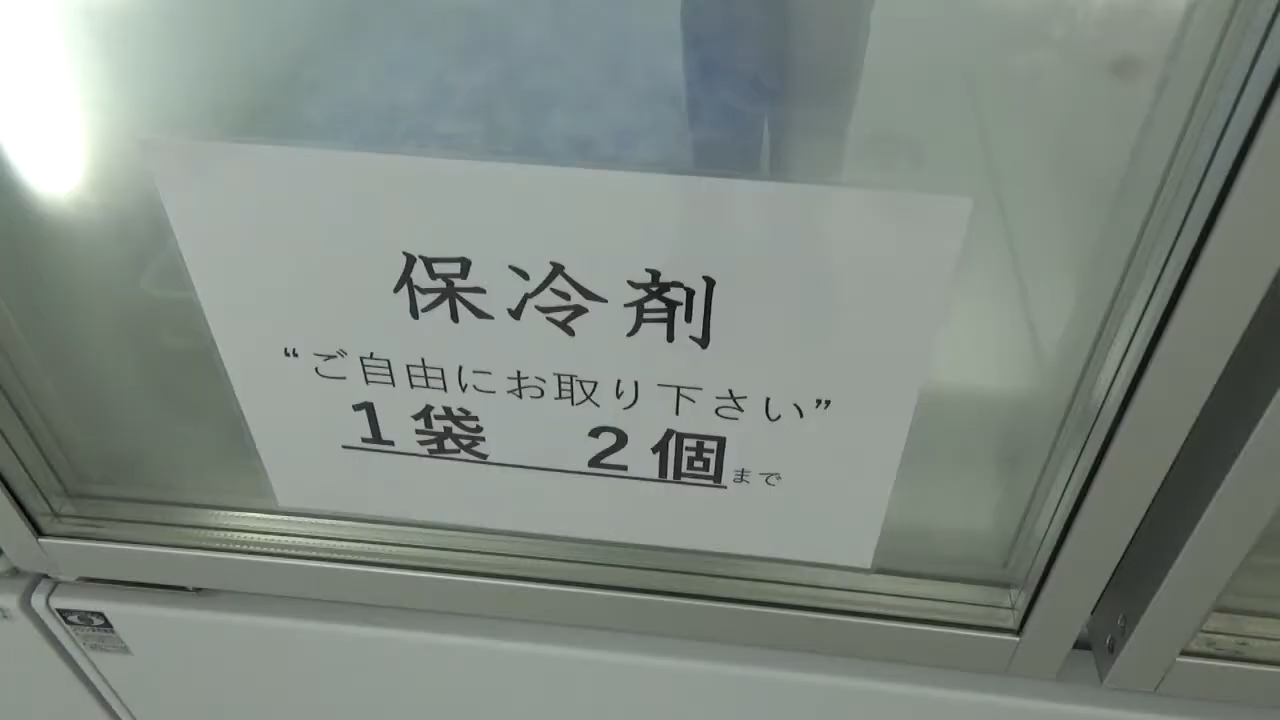 保冷剤
“ご自由にお取り下さい”
1袋　2個まで